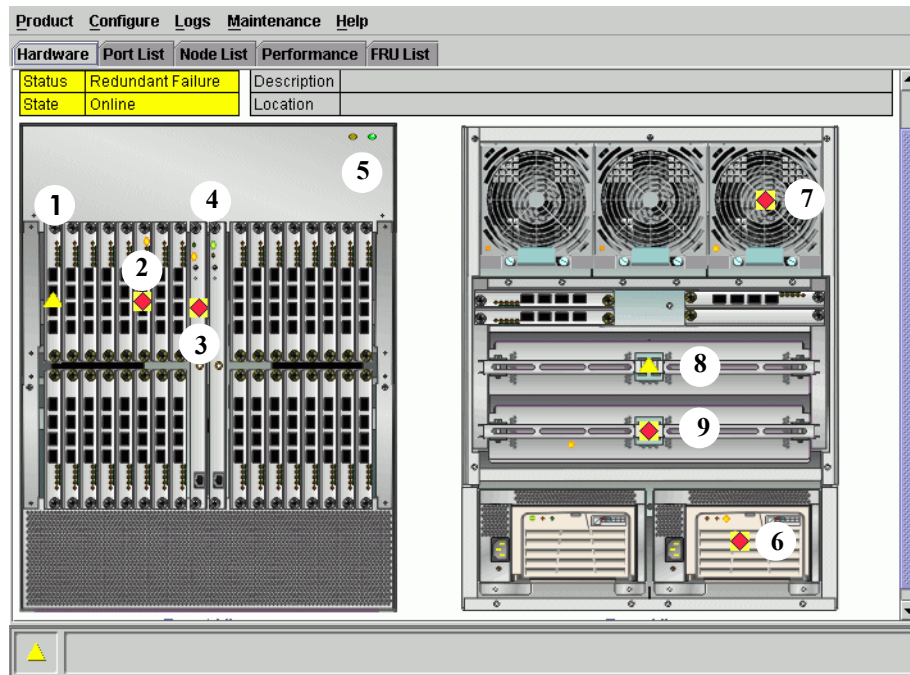 Product Configure Logs Maintenance Help
Hardware Port List Node List Performance FRU List
Status Redundant Failure Description
State Online Location
5
1
4
7
2
3
8
9
6